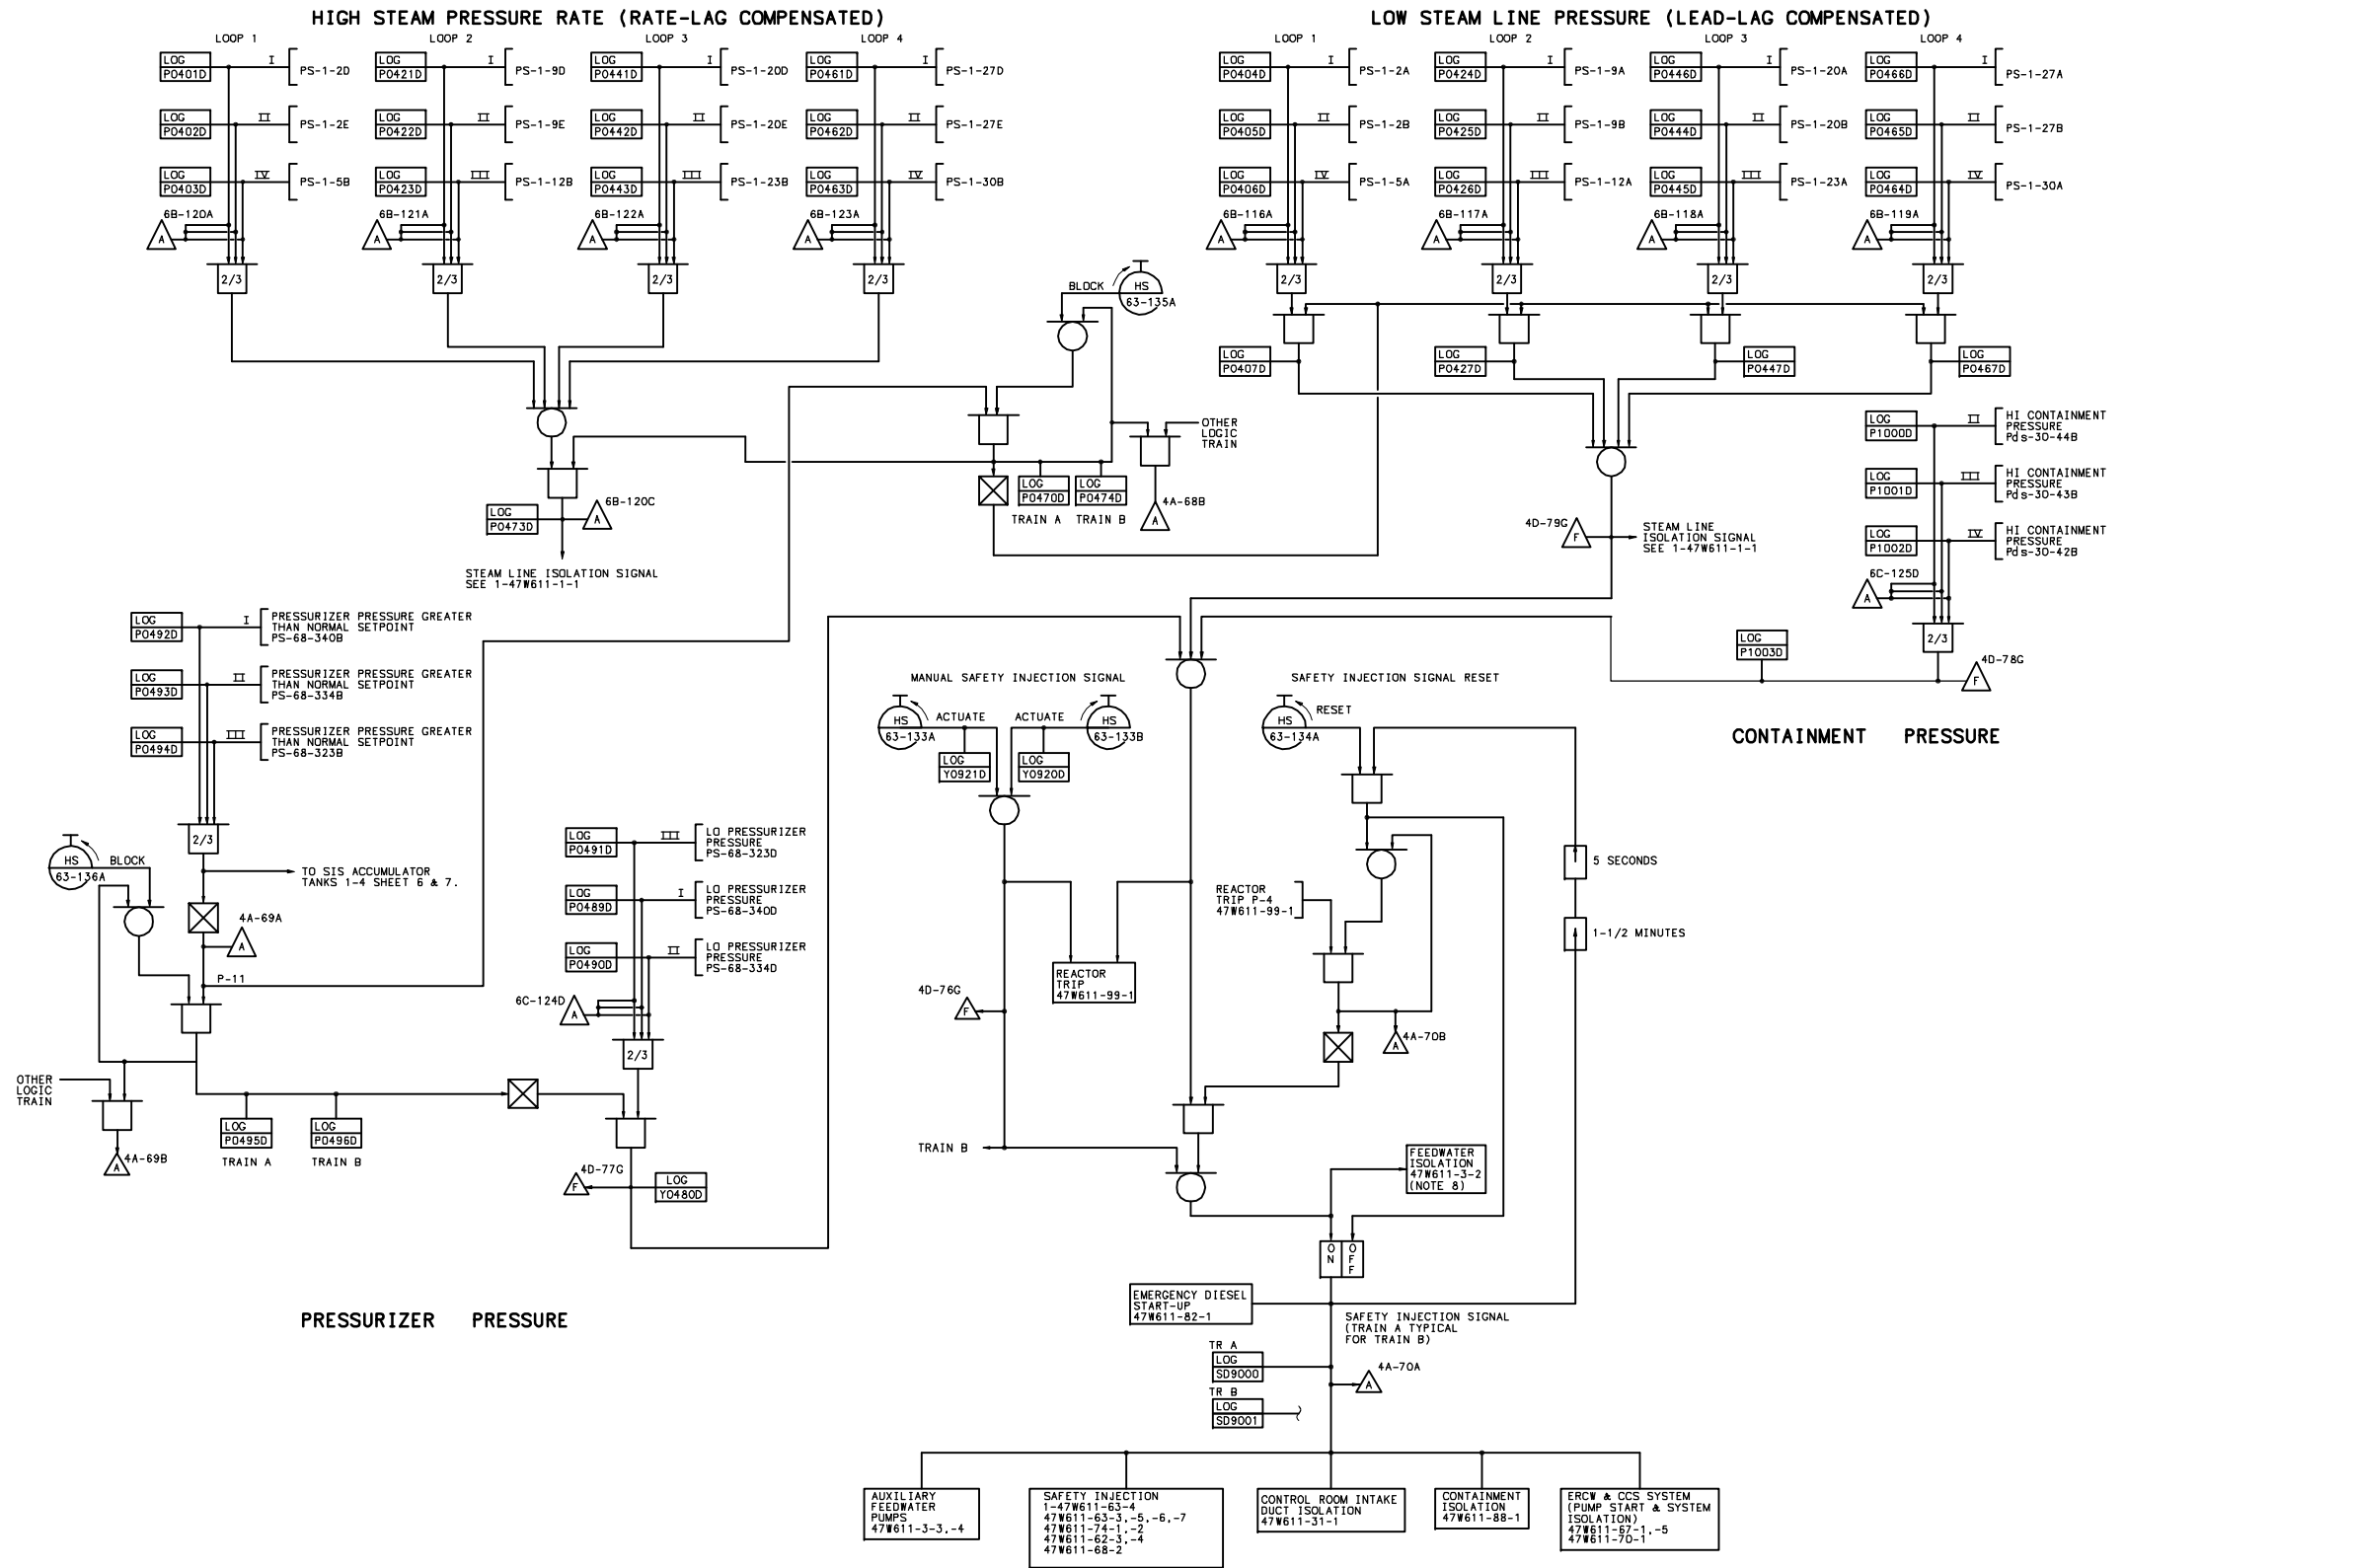 HIGH STEAM PRESSURE RATE (RATE-LAG COMPENSATED)
LOOP 1
LOOP 2
LOOP 3
LOOP 4
LOG
P0401D
I
PS-1-2D
LOG
P0421D
I
PS-1-9D
LOG
P0441D
I
PS-1-20D
LOG
P0461D
I
PS-1-27D
LOG
P0402D
II
PS-1-2E
LOG
P0422D
II
PS-1-9E
LOG
P0442D
II
PS-1-20E
LOG
P0462D
II
PS-1-27E
LOG
P0403D
IV
PS-1-5B
LOG
P0423D
III
PS-1-12B
LOG
P0443D
III
PS-1-23B
LOG
P0463D
IV
PS-1-30B
6B-120A
A
6B-121A
A
6B-122A
A
6B-123A
A
2/3
2/3
2/3
2/3
BLOCK
HS
63-135A
LOG
P0473D
6B-120C
A
STEAM LINE ISOLATION SIGNAL
SEE 1-47W611-1-1
LOG
P0470D
TRAIN A
LOG
P0474D
TRAIN B
OTHER
LOGIC
TRAIN
4A-68B
A
LOW STEAM LINE PRESSURE (LEAD-LAG COMPENSATED)
LOOP 1
LOOP 2
LOOP 3
LOOP 4
LOG
P0404D
I
PS-1-2A
LOG
P0424D
I
PS-1-9A
LOG
P0446D
I
PS-1-20A
LOG
P0466D
I
PS-1-27A
LOG
P0405D
II
PS-1-2B
LOG
P0425D
II
PS-1-9B
LOG
P0444D
II
PS-1-20B
LOG
P0465D
II
PS-1-27B
LOG
P0406D
IV
PS-1-5A
LOG
P0426D
III
PS-1-12A
LOG
P0445D
III
PS-1-23A
LOG
P0464D
IV
PS-1-30A
6B-116A
A
6B-117A
A
6B-118A
A
6B-119A
A
2/3
2/3
2/3
2/3
LOG
P0407D
LOG
P0427D
LOG
P0447D
LOG
P0467D
4D-79G
F
STEAM LINE
ISOLATION SIGNAL
SEE 1-47W611-1-1
LOG
P1000D
II
HI CONTAINMENT
PRESSURE
Pds-30-44B
LOG
P1001D
III
HI CONTAINMENT
PRESSURE
Pds-30-43B
LOG
P1002D
IV
HI CONTAINMENT
PRESSURE
Pds-30-42B
6C-125D
A
2/3
LOG
P1003D
4D-78G
F
CONTAINMENT PRESSURE
LOG
P0492D
I
PRESSURIZER PRESSURE GREATER
THAN NORMAL SETPOINT
PS-68-340B
LOG
P0493D
II
PRESSURIZER PRESSURE GREATER
THAN NORMAL SETPOINT
PS-68-334B
LOG
P0494D
III
PRESSURIZER PRESSURE GREATER
THAN NORMAL SETPOINT
PS-68-323B
2/3
HS
63-136A
BLOCK
TO SIS ACCUMULATOR
TANKS 1-4 SHEET 6 & 7.
4A-69A
A
P-11
OTHER
LOGIC
TRAIN
4A-69B
A
LOG
P0495D
TRAIN A
LOG
P0496D
TRAIN B
LOG
P0491D
III
LO PRESSURIZER
PRESSURE
PS-68-323D
LOG
P0489D
I
LO PRESSURIZER
PRESSURE
PS-68-340D
LOG
P0490D
II
LO PRESSURIZER
PRESSURE
PS-68-334D
6C-124D
A
2/3
4D-77G
F
LOG
Y0480D
PRESSURIZER PRESSURE
MANUAL SAFETY INJECTION SIGNAL
HS
63-133A
ACTUATE
ACTUATE
HS
63-133B
LOG
Y0921D
LOG
Y0920D
REACTOR
TRIP
47W611-99-1
4D-76G
F
TRAIN B
SAFETY INJECTION SIGNAL RESET
HS
63-134A
RESET
REACTOR
TRIP P-4
47W611-99-1
4A-70B
A
5 SECONDS
1-1/2 MINUTES
FEEDWATER
ISOLATION
47W611-3-2
(NOTE 8)
ON
OFF
EMERGENCY DIESEL
START-UP
47W611-82-1
SAFETY INJECTION SIGNAL
(TRAIN A TYPICAL
FOR TRAIN B)
TR A
LOG
SD9000
4A-70A
A
TR B
LOG
SD9001
AUXILIARY
FEEDWATER
PUMPS
47W611-3-3,-4
SAFETY INJECTION
1-47W611-63-4
47W611-63-3,-5,-6,-7
47W611-74-1,-2
47W611-62-3,-4
47W611-68-2
CONTROL ROOM INTAKE
DUCT ISOLATION
47W611-31-1
CONTAINMENT
ISOLATION
47W611-88-1
ERCW & CCS SYSTEM
(PUMP START & SYSTEM
ISOLATION)
47W611-67-1,-5
47W611-70-1